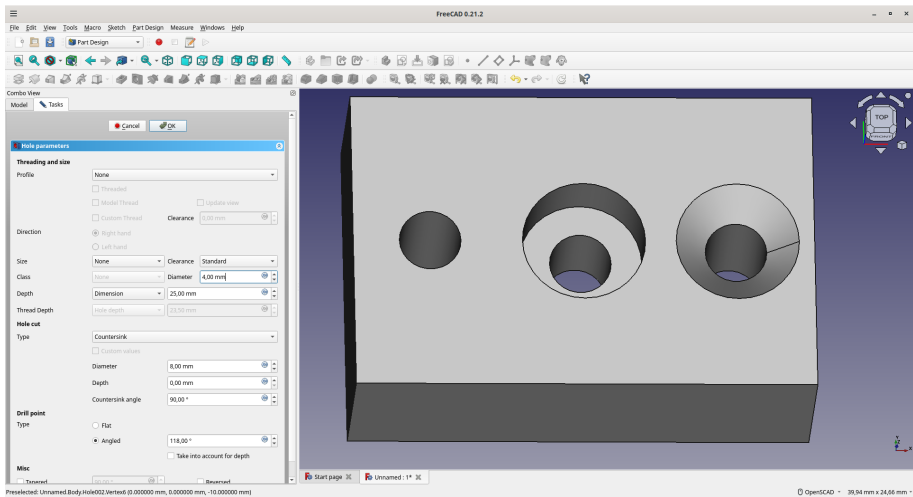 FreeCAD 0.21.2
File Edit View Tools Macro Sketch Part Design Measure Windows Help
Part Design
Combo View
Model Tasks
Cancel OK
Hole parameters
Threading and size
Profile None
Threaded
Model Thread Update view
Custom Thread Clearance 0,00 mm
Direction Right hand
Left hand
Size None Clearance Standard
Class None Diameter 4,00 mm
Depth Dimension 25,00 mm
Thread Depth Hole depth 23,50 mm
Hole cut
Type Countersink
Custom values
Diameter 8,00 mm
Depth 0,00 mm
Countersink angle 90,00 °
Drill point
Type Flat
Angled 118,00 °
Take into account for depth
Misc
Tapered 90,00 ° Reversed
TOP
FRONT
Start page Unnamed : 1*
Preselected: Unnamed.Body.Hole002.Vertex6 (0.000000 mm, 0.000000 mm, -10.000000 mm)
OpenSCAD 39,94 mm x 24,66 mm